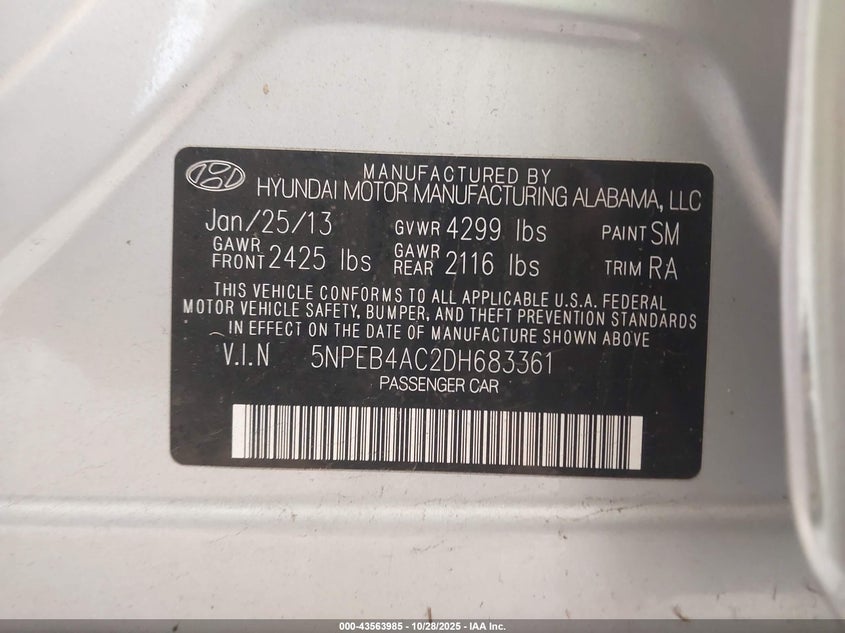 MANUFACTURED BY
HYUNDAI MOTOR MANUFACTURING ALABAMA, LLC
Jan/25/13 GVWR 4299 lbs PAINT SM
GAWR FRONT 2425 lbs GAWR REAR 2116 lbs TRIM RA
THIS VEHICLE CONFORMS TO ALL APPLICABLE U.S.A. FEDERAL
MOTOR VEHICLE SAFETY, BUMPER, AND THEFT PREVENTION STANDARDS
IN EFFECT ON THE DATE OF MANUFACTURE SHOWN ABOVE
V.I.N 5NPEB4AC2DH683361
PASSENGER CAR
000-43563985 - 10/28/2025 - IAA Inc.